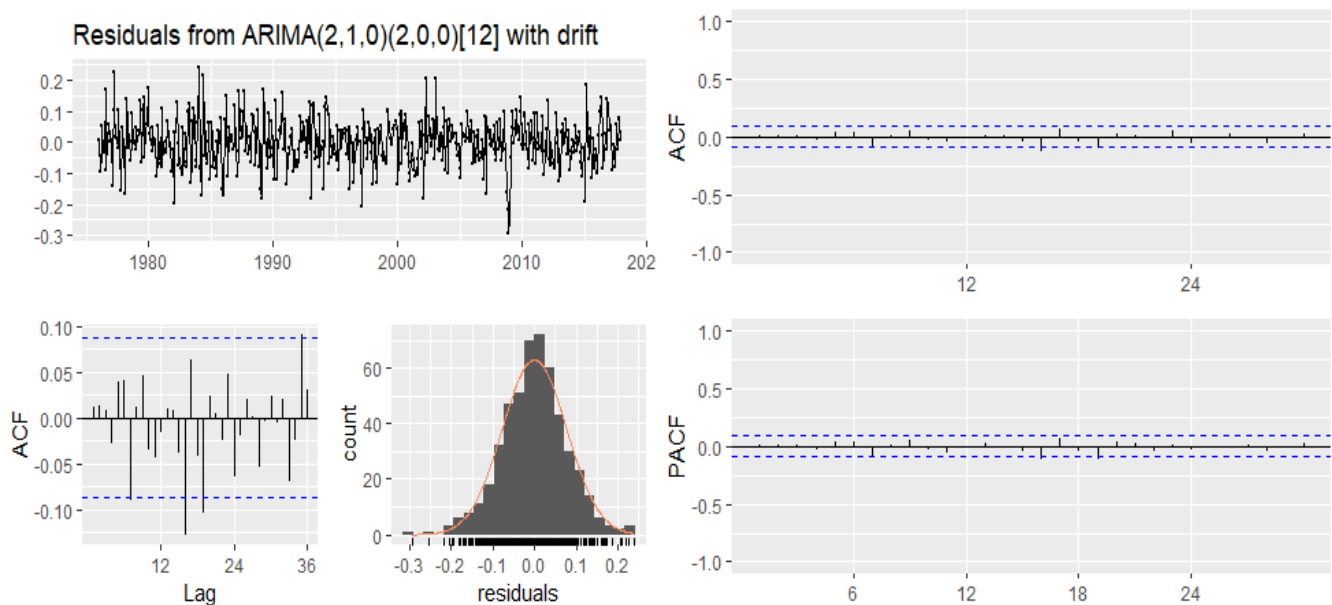 Residuals from ARIMA(2,1,0)(2,0,0)[12] with drift
0.2
0.1
0.0
-0.1
-0.2
-0.3
1980 1990 2000 2010 202
ACF
0.10
0.05
0.00
-0.05
-0.10
12 24 36
Lag
count
60
40
20
0
-0.3 -0.2 -0.1 0.0 0.1 0.2
residuals
ACF
1.0
0.5
0.0
-0.5
-1.0
12 24
PACF
1.0
0.5
0.0
-0.5
-1.0
6 12 18 24